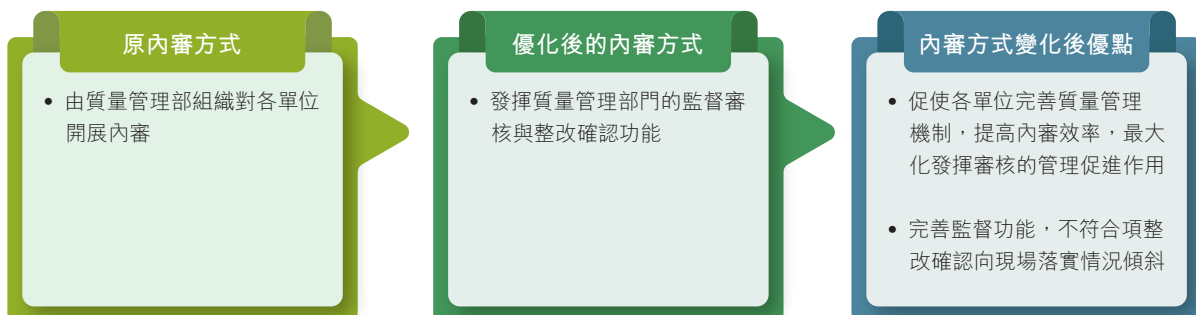 原內審方式
• 由質量管理部組織對各單位
開展內審
優化後的內審方式
• 發揮質量管理部門的監督審
核與整改確認功能
內審方式變化後優點
• 促使各單位完善質量管理
機制，提高內審效率，最大
化發揮審核的管理促進作用
• 完善監督功能，不符合項整
改確認向現場落實情況傾斜